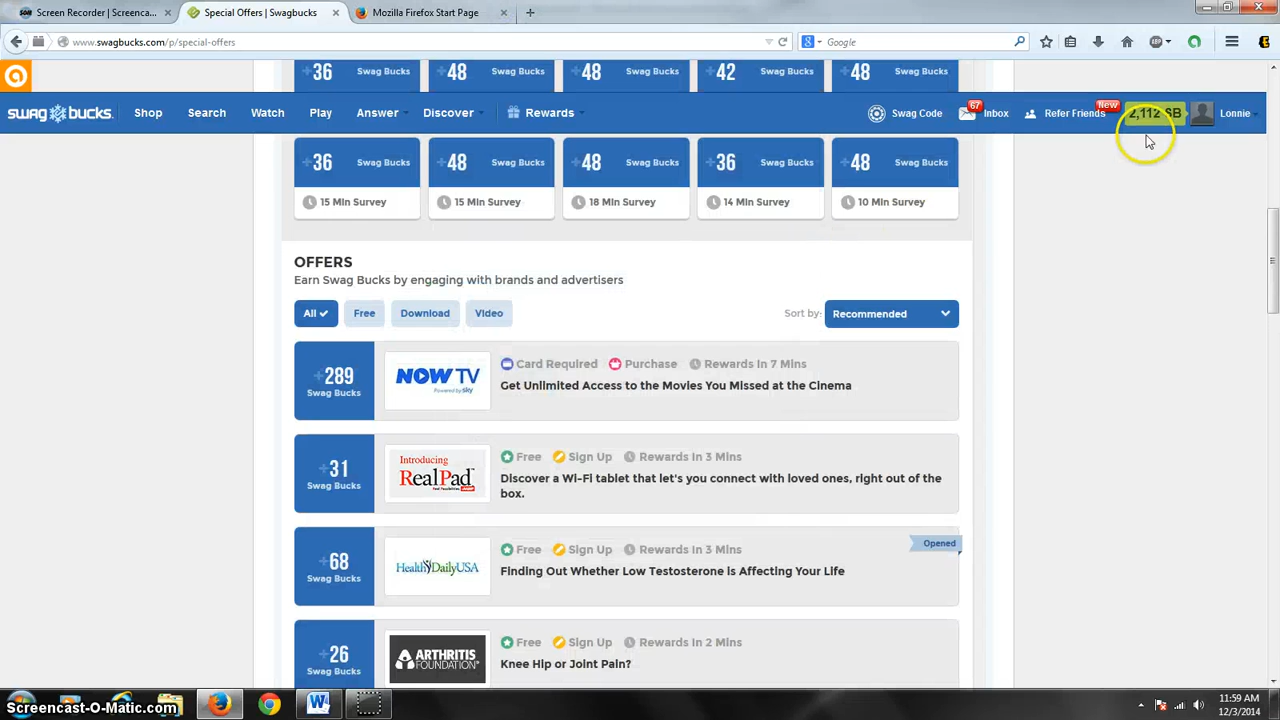 Screen Recorder | Screenca...
Special Offers | Swagbucks
Mozilla Firefox Start Page
www.swagbucks.com/p/special-offers
Google
+36 Swag Bucks
+48 Swag Bucks
+48 Swag Bucks
+42 Swag Bucks
+48 Swag Bucks
SWAG BUCKS.
Shop
Search
Watch
Play
Answer
Discover
Rewards
Swag Code
67
Inbox
Refer Friends
New
2,112 SB
Lonnie
+36 Swag Bucks
+48 Swag Bucks
+48 Swag Bucks
+36 Swag Bucks
+48 Swag Bucks
15 Min Survey
15 Min Survey
18 Min Survey
14 Min Survey
10 Min Survey
OFFERS
Earn Swag Bucks by engaging with brands and advertisers
All
Free
Download
Video
Sort by:
Recommended
+289
Swag Bucks
NOW TV
Powered by sky
Card Required
Purchase
Rewards In 7 Mins
Get Unlimited Access to the Movies You Missed at the Cinema
+31
Swag Bucks
Introducing
RealPad
Free
Sign Up
Rewards In 3 Mins
Discover a Wi-Fi tablet that let's you connect with loved ones, right out of the
box.
+68
Swag Bucks
HealthyDailyUSA
Free
Sign Up
Rewards In 3 Mins
Opened
Finding Out Whether Low Testosterone is Affecting Your Life
+26
Swag Bucks
ARTHRITIS
FOUNDATION
Free
Sign Up
Rewards In 2 Mins
Knee Hip or Joint Pain?
Screencast-O-Matic.com
11:59 AM
12/3/2014